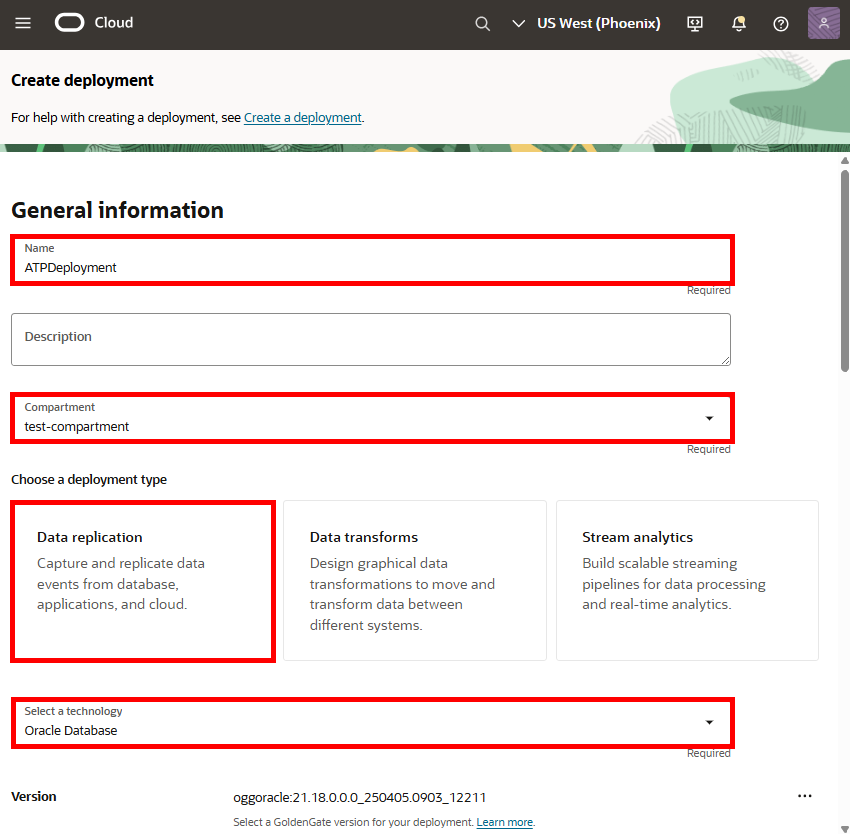 Cloud
US West (Phoenix)
Create deployment
For help with creating a deployment, see Create a deployment.
General information
Name
ATPDeployment
Required
Description
Compartment
test-compartment
Required
Choose a deployment type
Data replication
Capture and replicate data
events from database,
applications, and cloud.
Data transforms
Design graphical data
transformations to move and
transform data between
different systems.
Stream analytics
Build scalable streaming
pipelines for data processing
and real-time analytics.
Select a technology
Oracle Database
Required
Version
oggoracle:21.18.0.0.0_250405.0903_12211
Select a GoldenGate version for your deployment. Learn more.